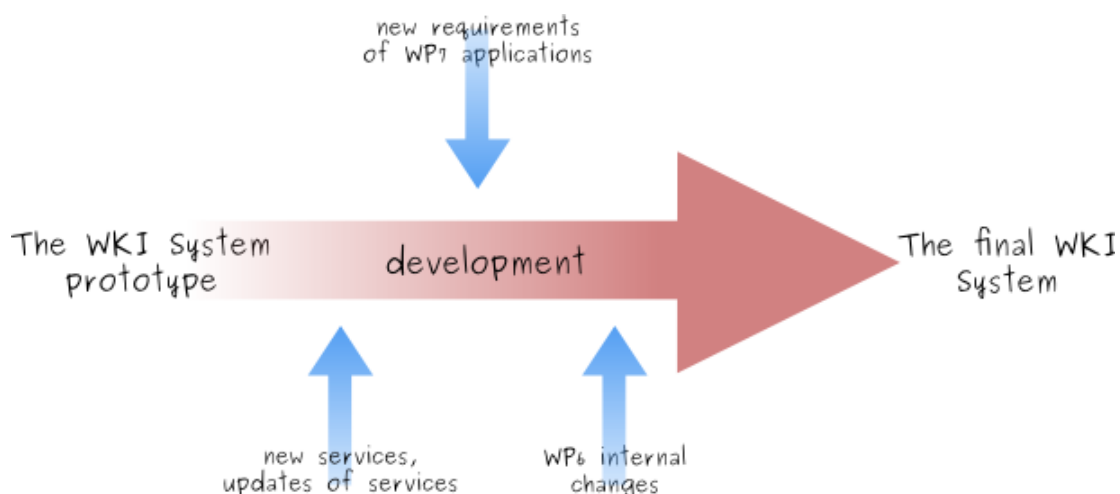 new requirements
of WP7 applications
The WKI System
prototype
development
The final WKI
System
new services,
updates of services
WP6 internal
changes